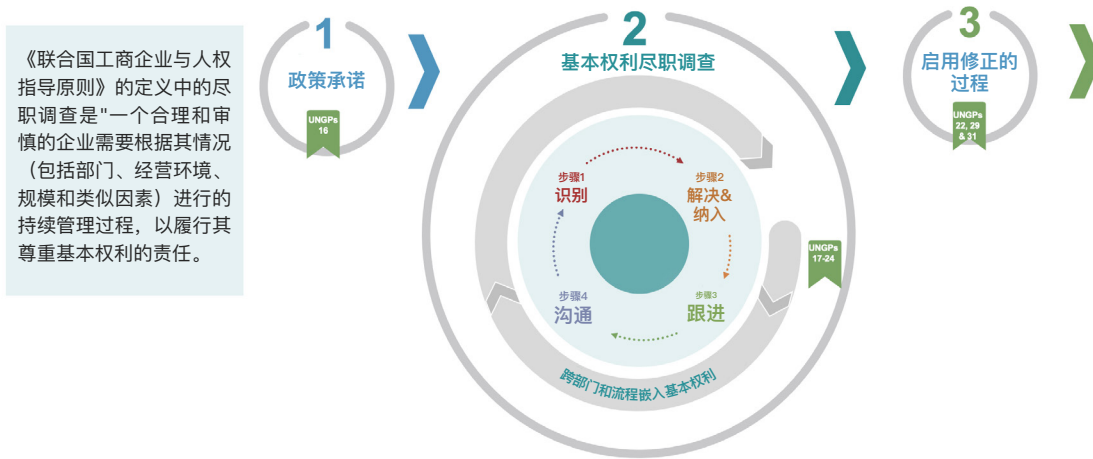 《联合国工商企业与人权
指导原则》的定义中的尽
职调查是"一个合理和审
慎的企业需要根据其情况
（包括部门、经营环境、
规模和类似因素）进行的
持续管理过程，以履行其
尊重基本权利的责任。
1
政策承诺
UNGPs
16
2
基本权利尽职调查
步骤1
识别
步骤2
解决&
纳入
步骤3
跟进
步骤4
沟通
跨部门和流程嵌入基本权利
UNGPs
17-24
3
启用修正的
过程
UNGPs
22, 29
& 31